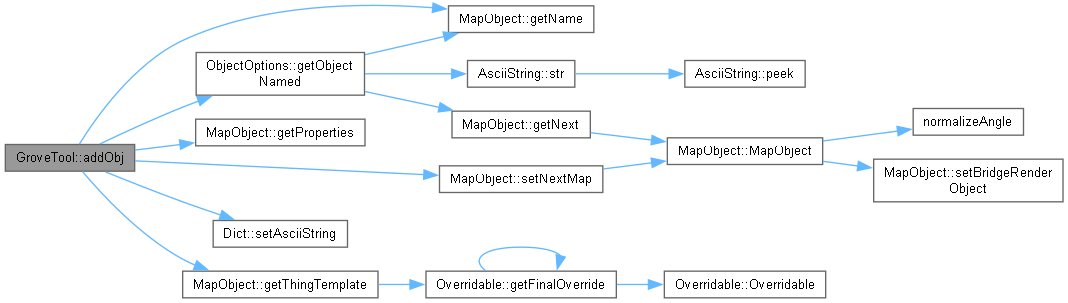 MapObject::getName
ObjectOptions::getObject
Named
AsciiString::str
AsciiString::peek
MapObject::getNext
MapObject::getProperties
normalizeAngle
GroveTool::addObj
MapObject::MapObject
MapObject::setNextMap
MapObject::setBridgeRender
Object
Dict::setAsciiString
MapObject::getThingTemplate
Overridable::getFinalOverride
Overridable::Overridable